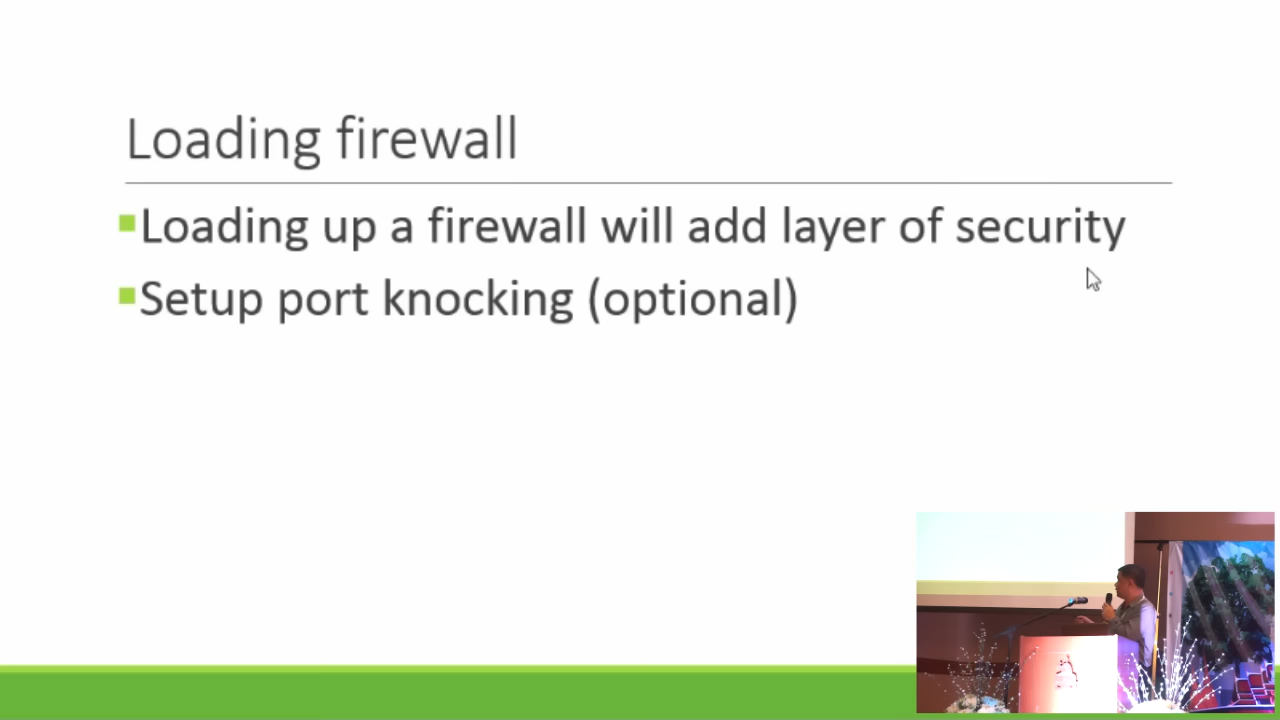 Loading firewall
Loading up a firewall will add layer of security
Setup port knocking (optional)